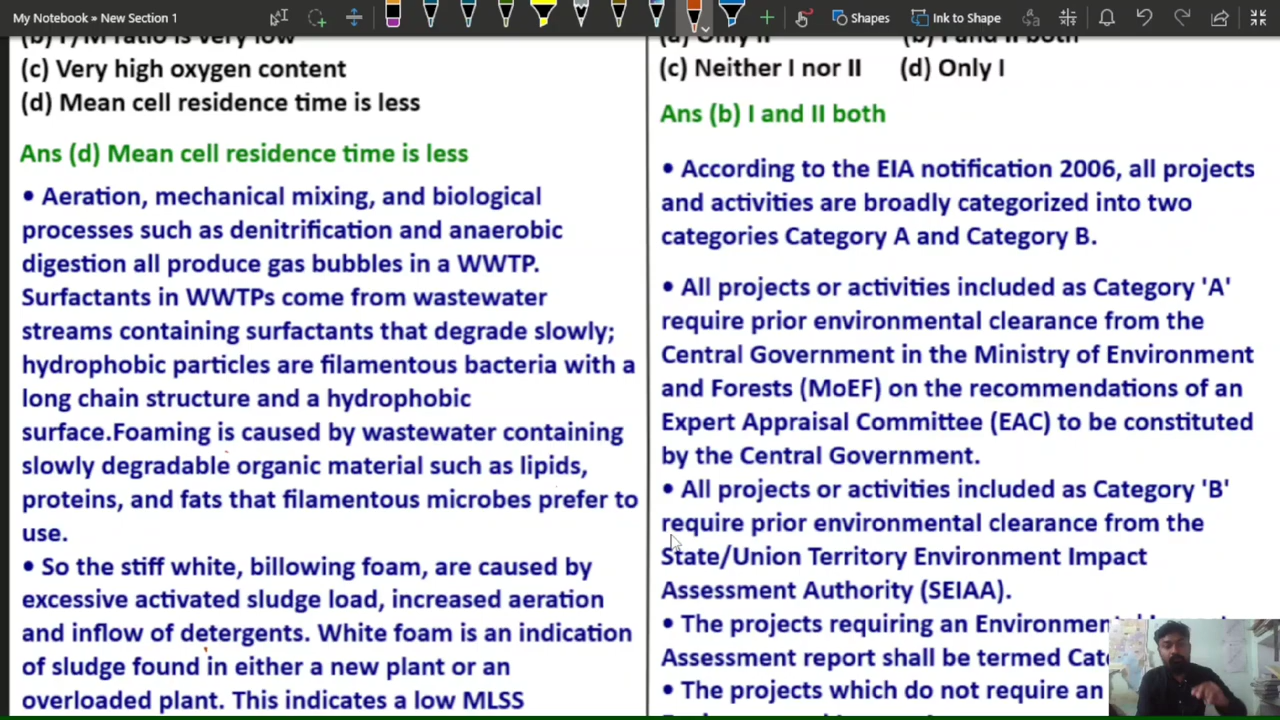 My Notebook » New Section 1
Shapes
Ink to Shape
(b) F/M ratio is very low
(c) Very high oxygen content
(d) Mean cell residence time is less
Ans (d) Mean cell residence time is less
• Aeration, mechanical mixing, and biological
processes such as denitrification and anaerobic
digestion all produce gas bubbles in a WWTP.
Surfactants in WWTPs come from wastewater
streams containing surfactants that degrade slowly;
hydrophobic particles are filamentous bacteria with a
long chain structure and a hydrophobic
surface.Foaming is caused by wastewater containing
slowly degradable organic material such as lipids,
proteins, and fats that filamentous microbes prefer to
use.
• So the stiff white, billowing foam, are caused by
excessive activated sludge load, increased aeration
and inflow of detergents. White foam is an indication
of sludge found in either a new plant or an
overloaded plant. This indicates a low MLSS
(a) Only II (b) I and II both
(c) Neither I nor II (d) Only I
Ans (b) I and II both
• According to the EIA notification 2006, all projects
and activities are broadly categorized into two
categories Category A and Category B.
• All projects or activities included as Category 'A'
require prior environmental clearance from the
Central Government in the Ministry of Environment
and Forests (MoEF) on the recommendations of an
Expert Appraisal Committee (EAC) to be constituted
by the Central Government.
• All projects or activities included as Category 'B'
require prior environmental clearance from the
State/Union Territory Environment Impact
Assessment Authority (SEIAA).
• The projects requiring an
Assessment report shall be termed
• The projects which do not require an